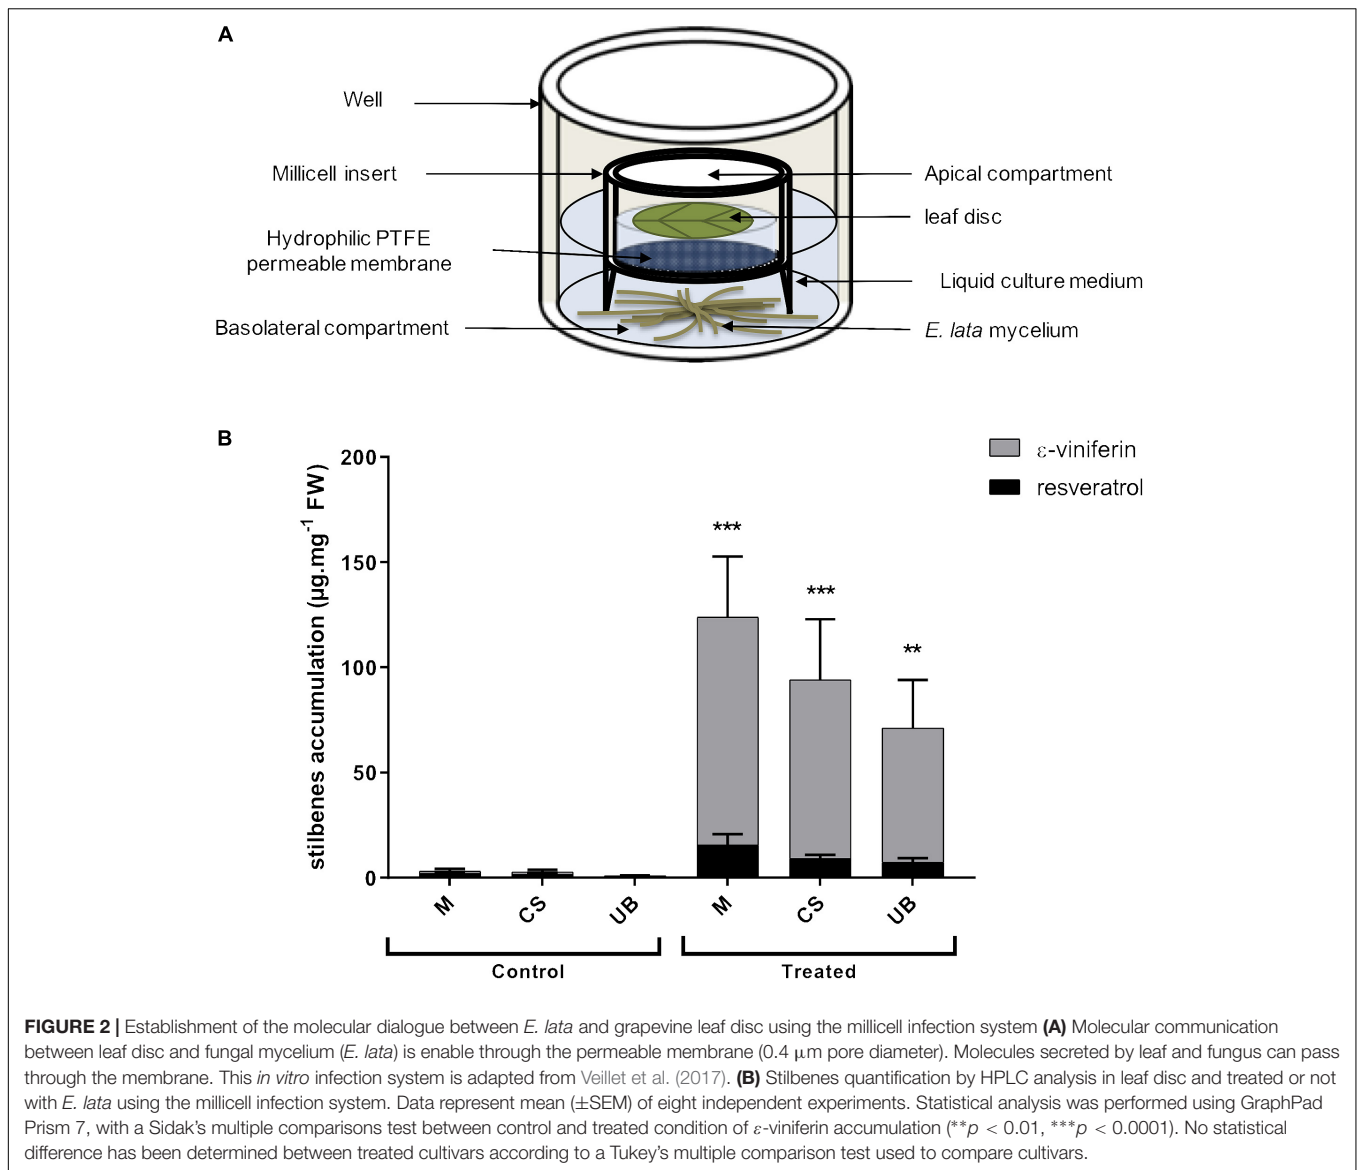 A
Well
Millicell insert
Apical compartment
leaf disc
Hydrophilic PTFE
permeable membrane
Liquid culture medium
Basolateral compartment
E. lata mycelium
B
ε-viniferin
resveratrol
stilbenes accumulation (µg.mg⁻¹ FW)
200
150
100
50
0
***
***
**
M
CS
UB
M
CS
UB
Control
Treated
FIGURE 2 | Establishment of the molecular dialogue between E. lata and grapevine leaf disc using the millicell infection system (A) Molecular communication
between leaf disc and fungal mycelium (E. lata) is enable through the permeable membrane (0.4 µm pore diameter). Molecules secreted by leaf and fungus can pass
through the membrane. This in vitro infection system is adapted from Veillet et al. (2017). (B) Stilbenes quantification by HPLC analysis in leaf disc and treated or not
with E. lata using the millicell infection system. Data represent mean (±SEM) of eight independent experiments. Statistical analysis was performed using GraphPad
Prism 7, with a Sidak's multiple comparisons test between control and treated condition of ε-viniferin accumulation (**p < 0.01, ***p < 0.0001). No statistical
difference has been determined between treated cultivars according to a Tukey's multiple comparison test used to compare cultivars.